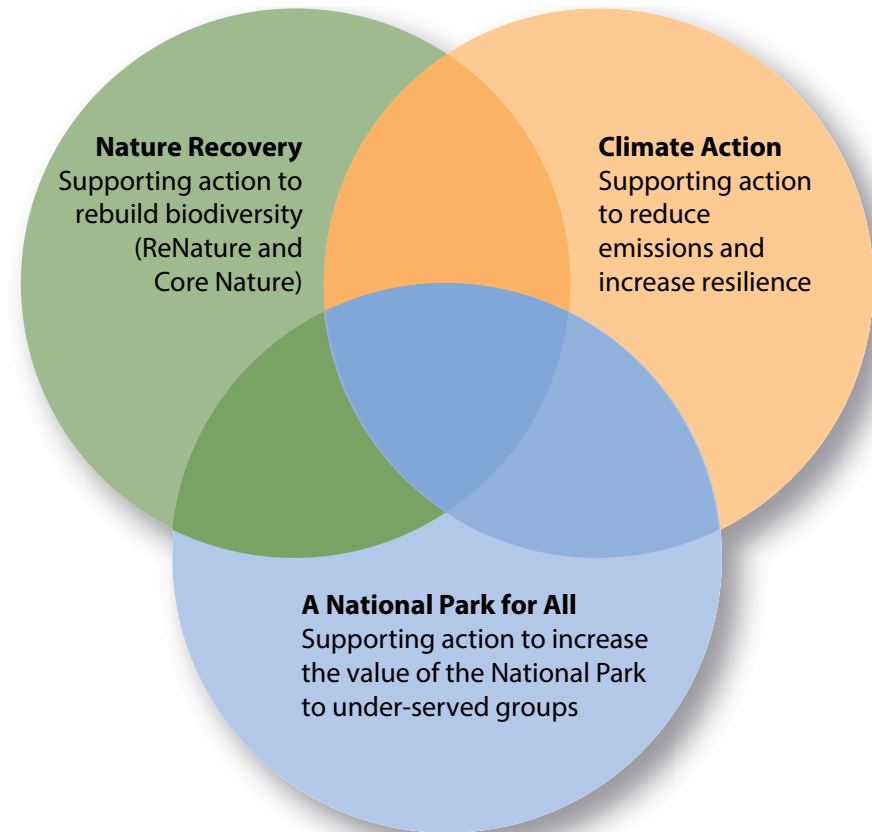 Nature Recovery
Supporting action to
rebuild biodiversity
(ReNature and
Core Nature)
Climate Action
Supporting action
to reduce
emissions and
increase resilience
A National Park for All
Supporting action to increase
the value of the National Park
to under-served groups